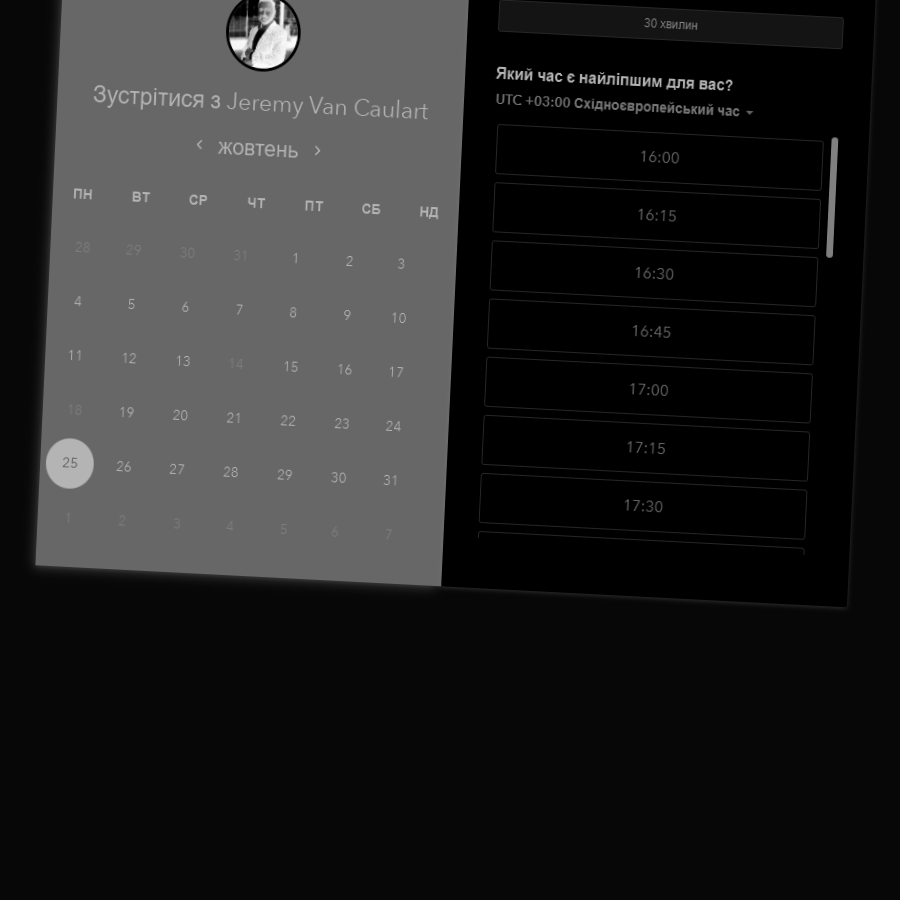 Зустрітися з Jeremy Van Caulart
‹ жовтень ›
ПН ВТ СР ЧТ ПТ СБ НД
28 29 30 31 1 2 3
4 5 6 7 8 9 10
11 12 13 14 15 16 17
18 19 20 21 22 23 24
25 26 27 28 29 30 31
1 2 3 4 5 6 7
30 хвилин
Який час є найліпшим для вас?
UTC +03:00 Східноєвропейський час
16:00
16:15
16:30
16:45
17:00
17:15
17:30